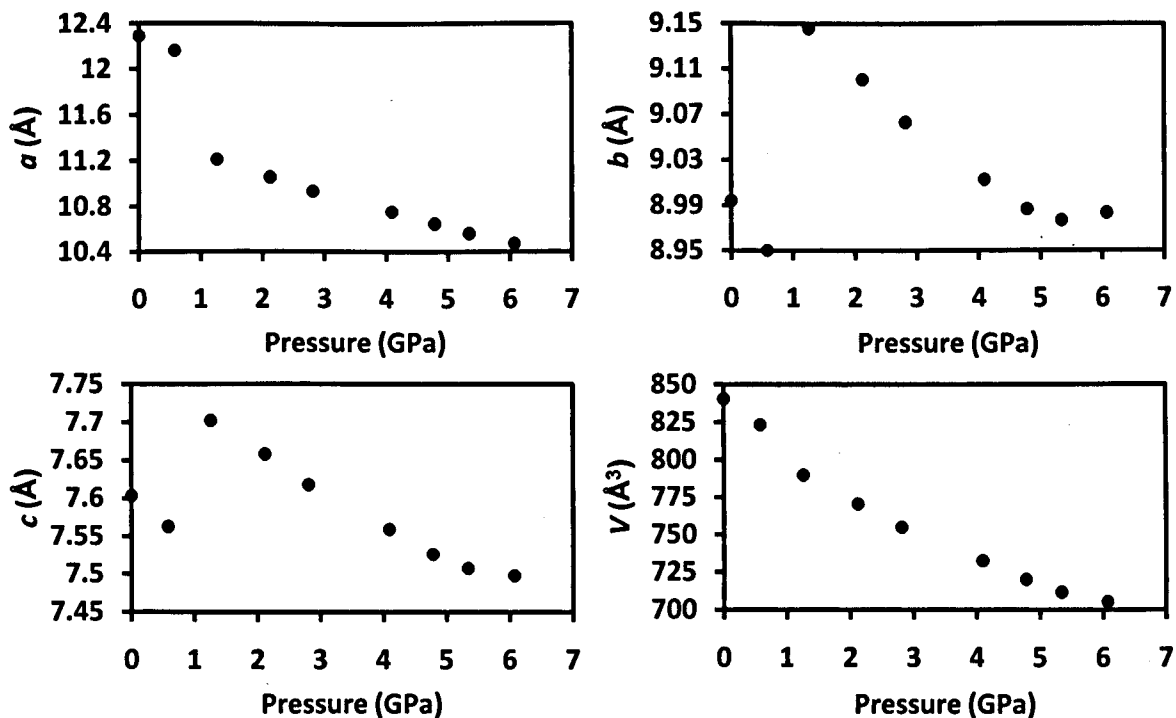 12.4
12
11.6
11.2
10.8
10.4
a (Å)
0 1 2 3 4 5 6 7
Pressure (GPa)
9.15
9.11
9.07
9.03
8.99
8.95
b (Å)
0 1 2 3 4 5 6 7
Pressure (GPa)
7.75
7.7
7.65
7.6
7.55
7.5
7.45
c (Å)
0 1 2 3 4 5 6 7
Pressure (GPa)
850
825
800
775
750
725
700
V (Å³)
0 1 2 3 4 5 6 7
Pressure (GPa)